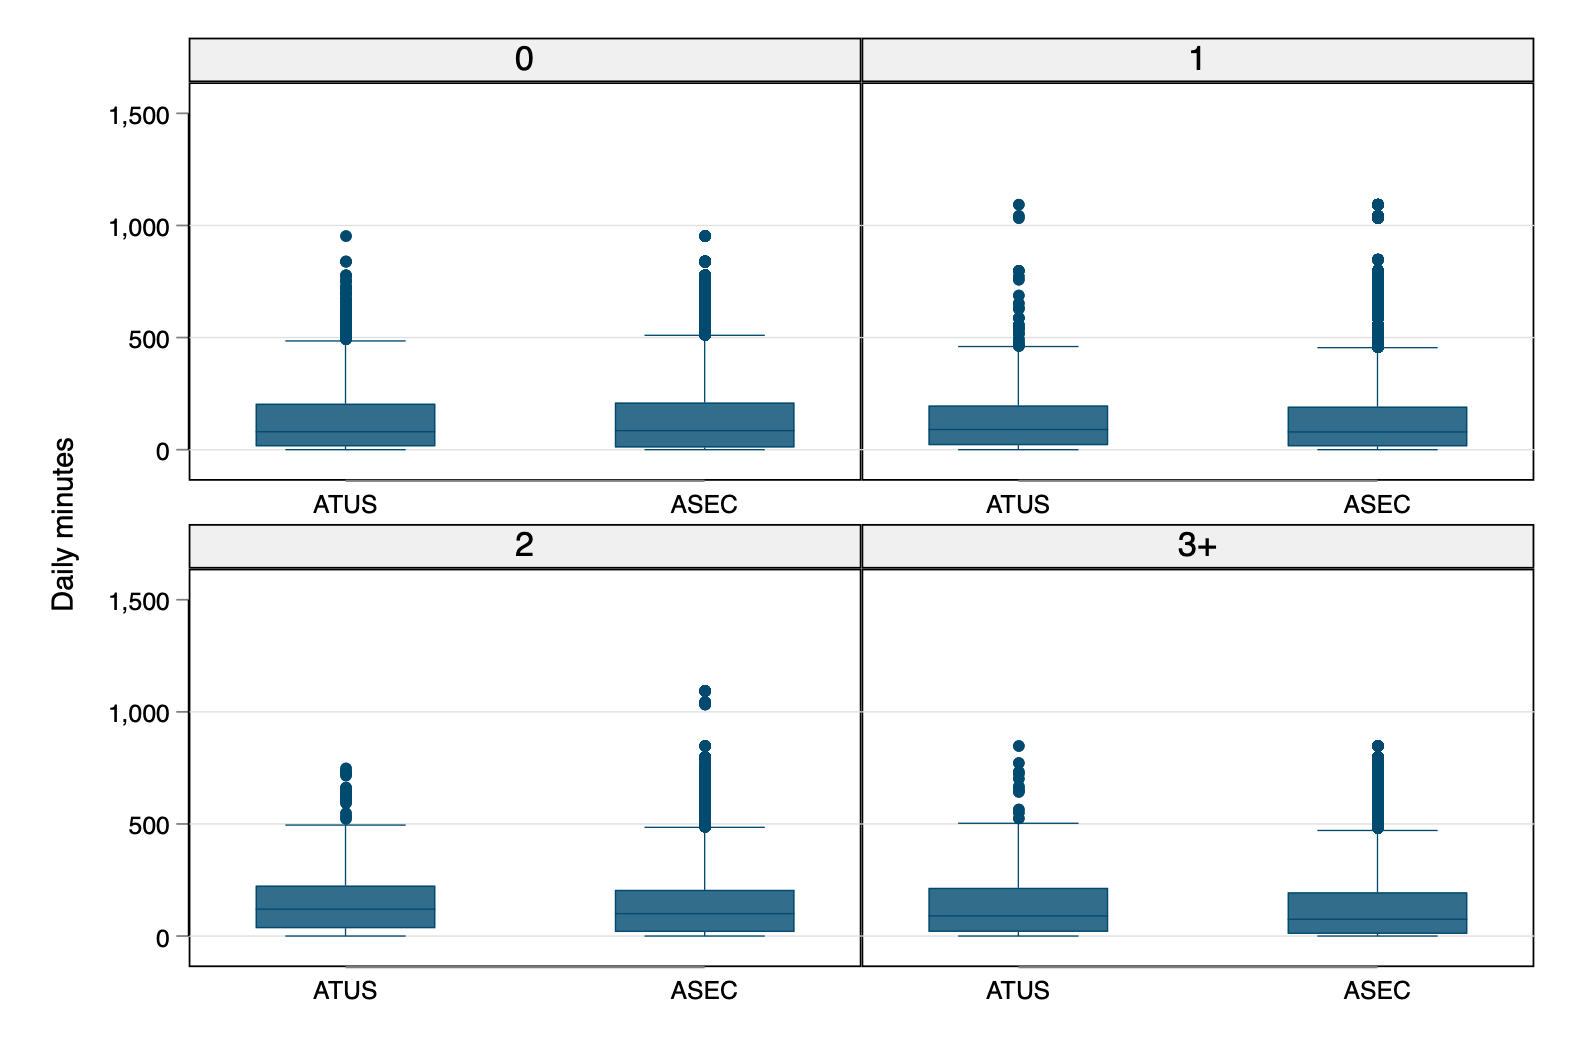 Daily minutes
0
1
1,500
1,000
500
0
ATUS
ASEC
ATUS
ASEC
2
3+
1,500
1,000
500
0
ATUS
ASEC
ATUS
ASEC